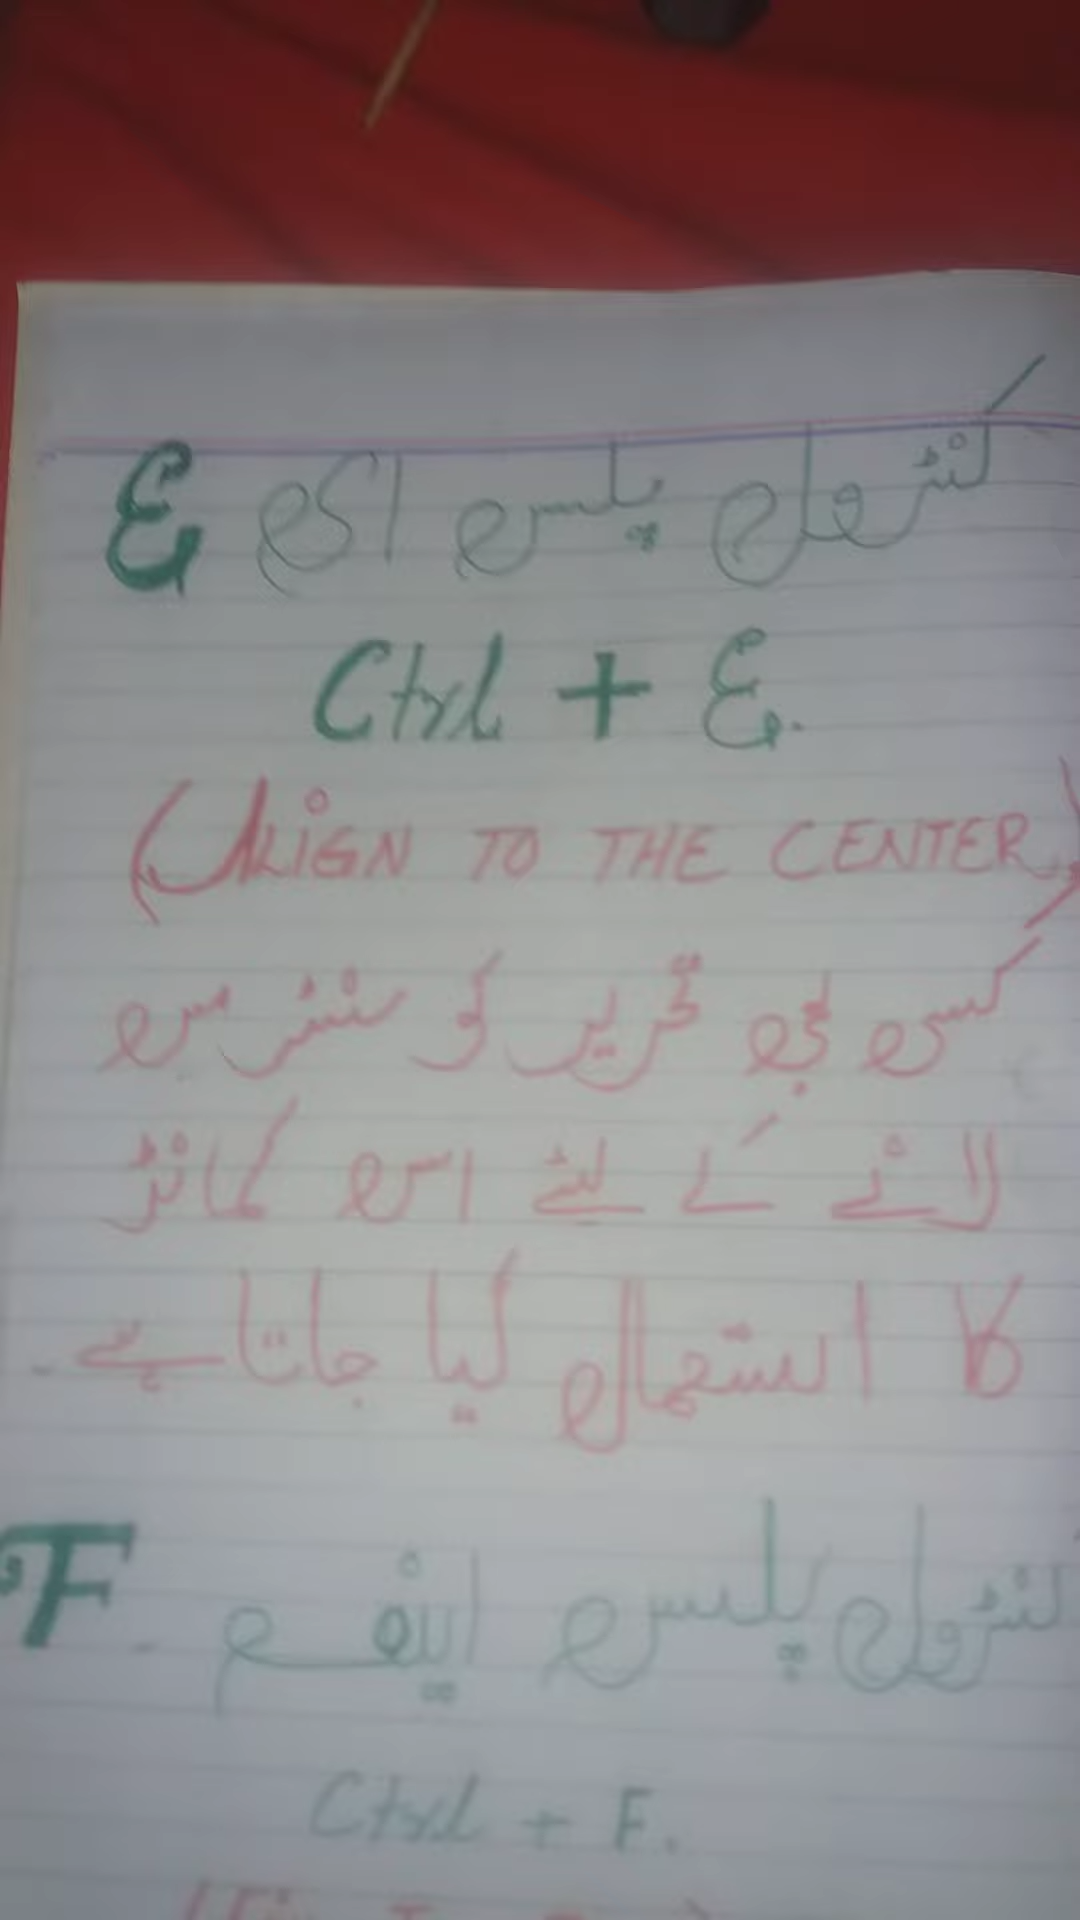 کنٹرول پلس ای E
Ctrl + E.
(ALIGN TO THE CENTER)
کسی بھی تحریر کو سنٹر میں
لانے کے لئے اس کمانڈ
کا استعمال کیا جاتا ہے۔
کنٹرول پلس ایف F
Ctrl + F.